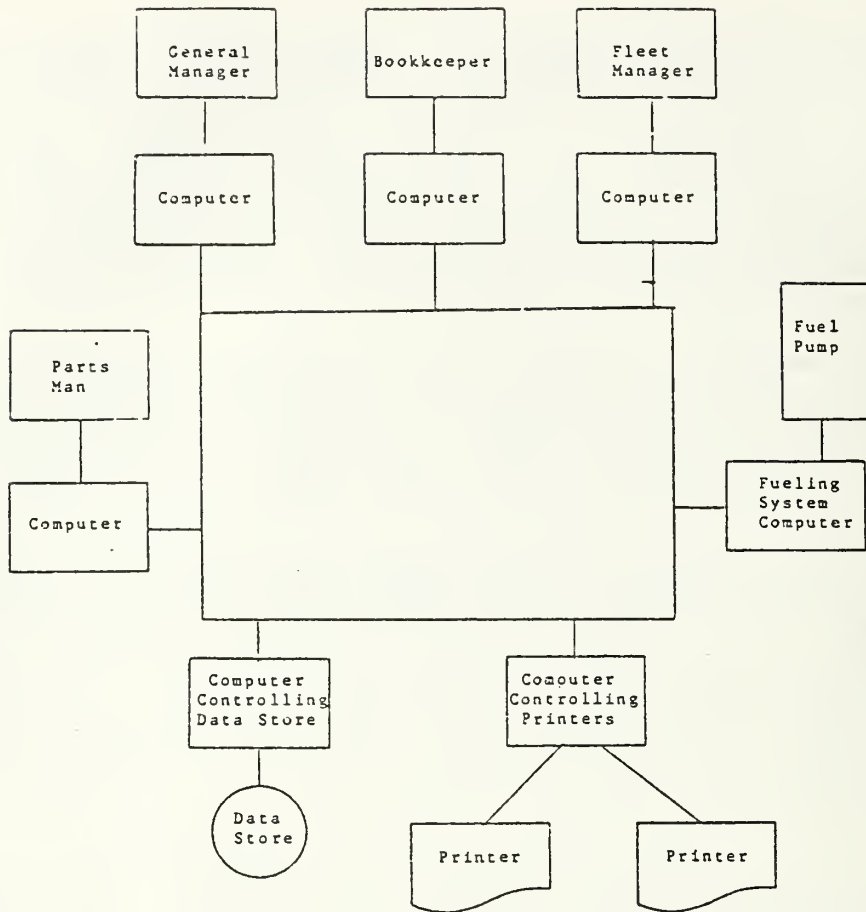 General
Manager
Bookkeeper
Fleet
Manager
Computer
Computer
Computer
Parts
Man
Fuel
Pump
Computer
Fueling
System
Computer
Computer
Controlling
Data Store
Computer
Controlling
Printers
Data
Store
Printer
Printer